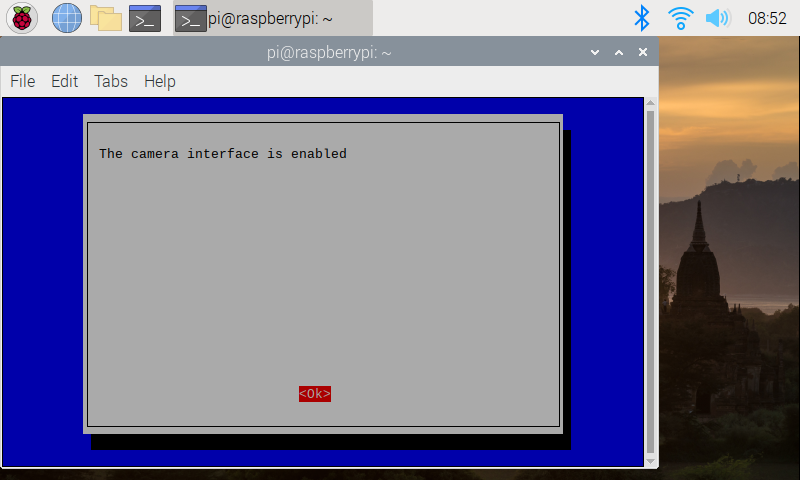 >_
>_ pi@raspberrypi: ~
08:52
pi@raspberrypi: ~
File Edit Tabs Help
The camera interface is enabled
<Ok>